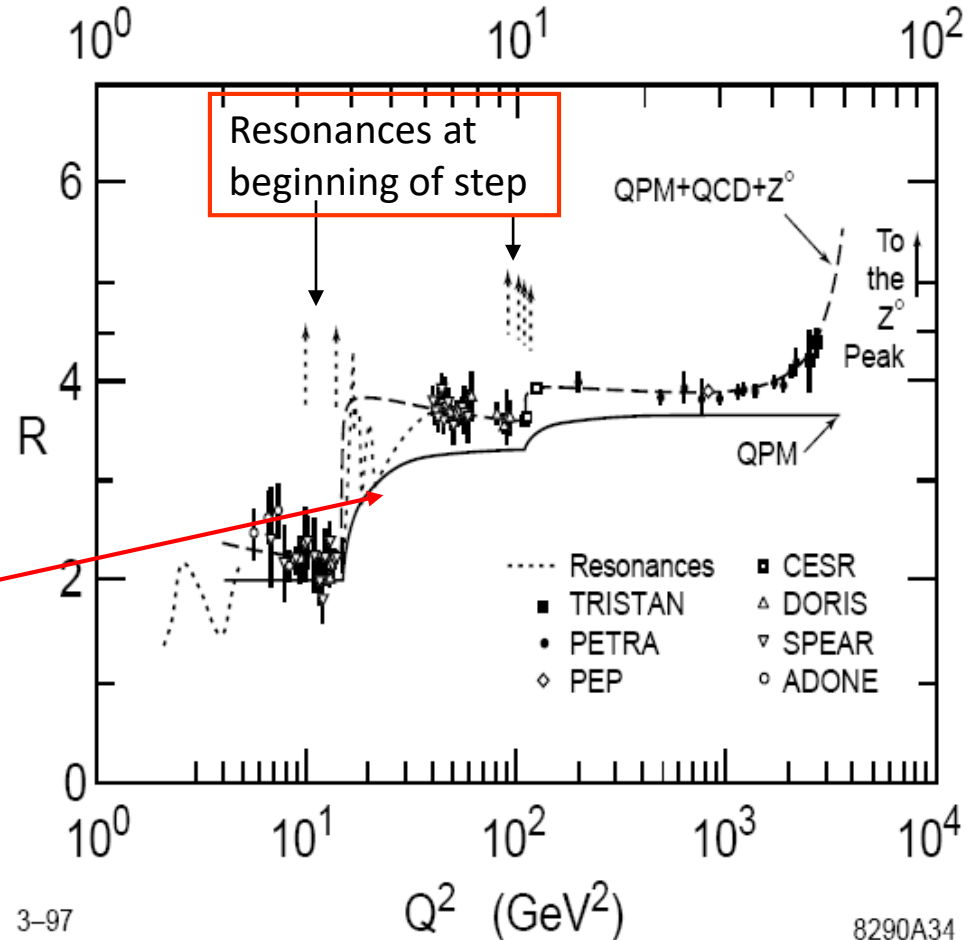 10⁰ 10¹ 10²
Resonances at
beginning of step
6
QPM+QCD+Z°
To
the
Z°
Peak
4
R
QPM
2
Resonances
TRISTAN
PETRA
PEP
CESR
DORIS
SPEAR
ADONE
0
10⁰ 10¹ 10² 10³ 10⁴
Q² (GeV²)
3–97
8290A34